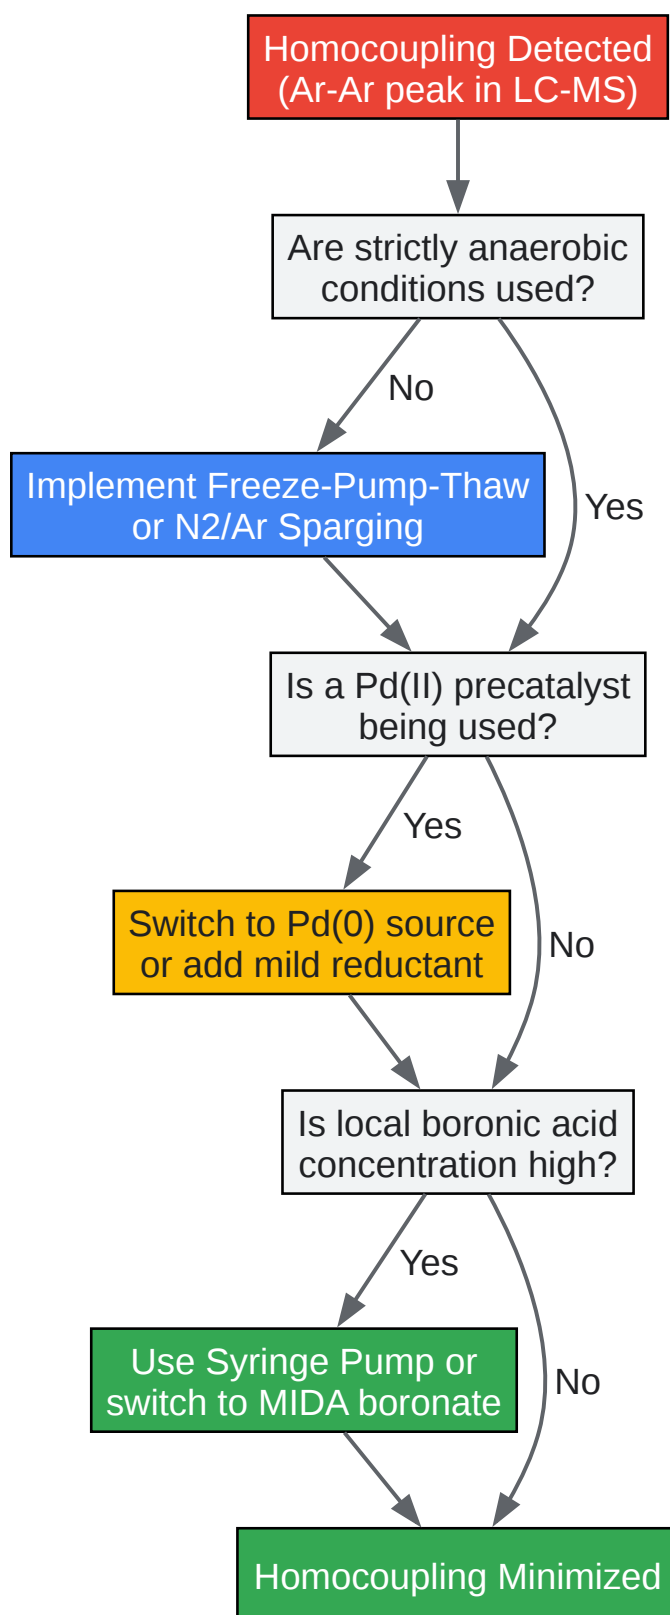 Homocoupling Detected
(Ar-Ar peak in LC-MS)
Are strictly anaerobic
conditions used?
No
Implement Freeze-Pump-Thaw
or N2/Ar Sparging
Yes
Is a Pd(II) precatalyst
being used?
Yes
Switch to Pd(0) source
or add mild reductant
No
Is local boronic acid
concentration high?
Yes
Use Syringe Pump or
switch to MIDA boronate
No
Homocoupling Minimized